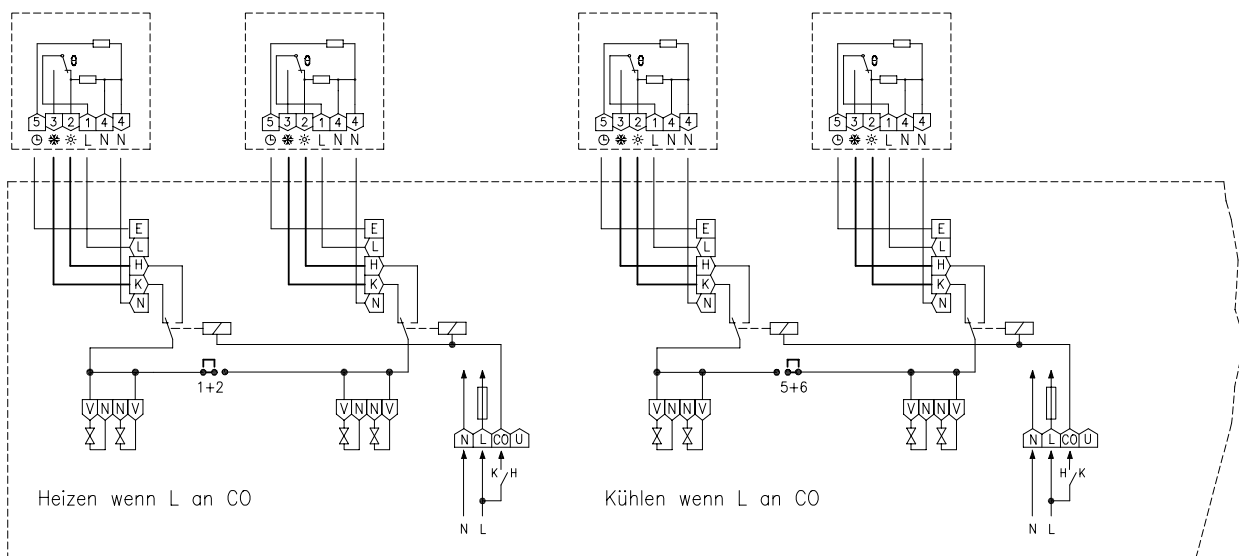 5 3 2 1 4 4
L N N
5 3 2 1 4 4
L N N
5 3 2 1 4 4
L N N
5 3 2 1 4 4
L N N
E
L
H
K
N
E
L
H
K
N
E
L
H
K
N
E
L
H
K
N
1+2
5+6
V N N V
V N N V
V N N V
V N N V
N L CO U
N L CO U
K H
H K
Heizen wenn L an CO
Kühlen wenn L an CO
N L
N L